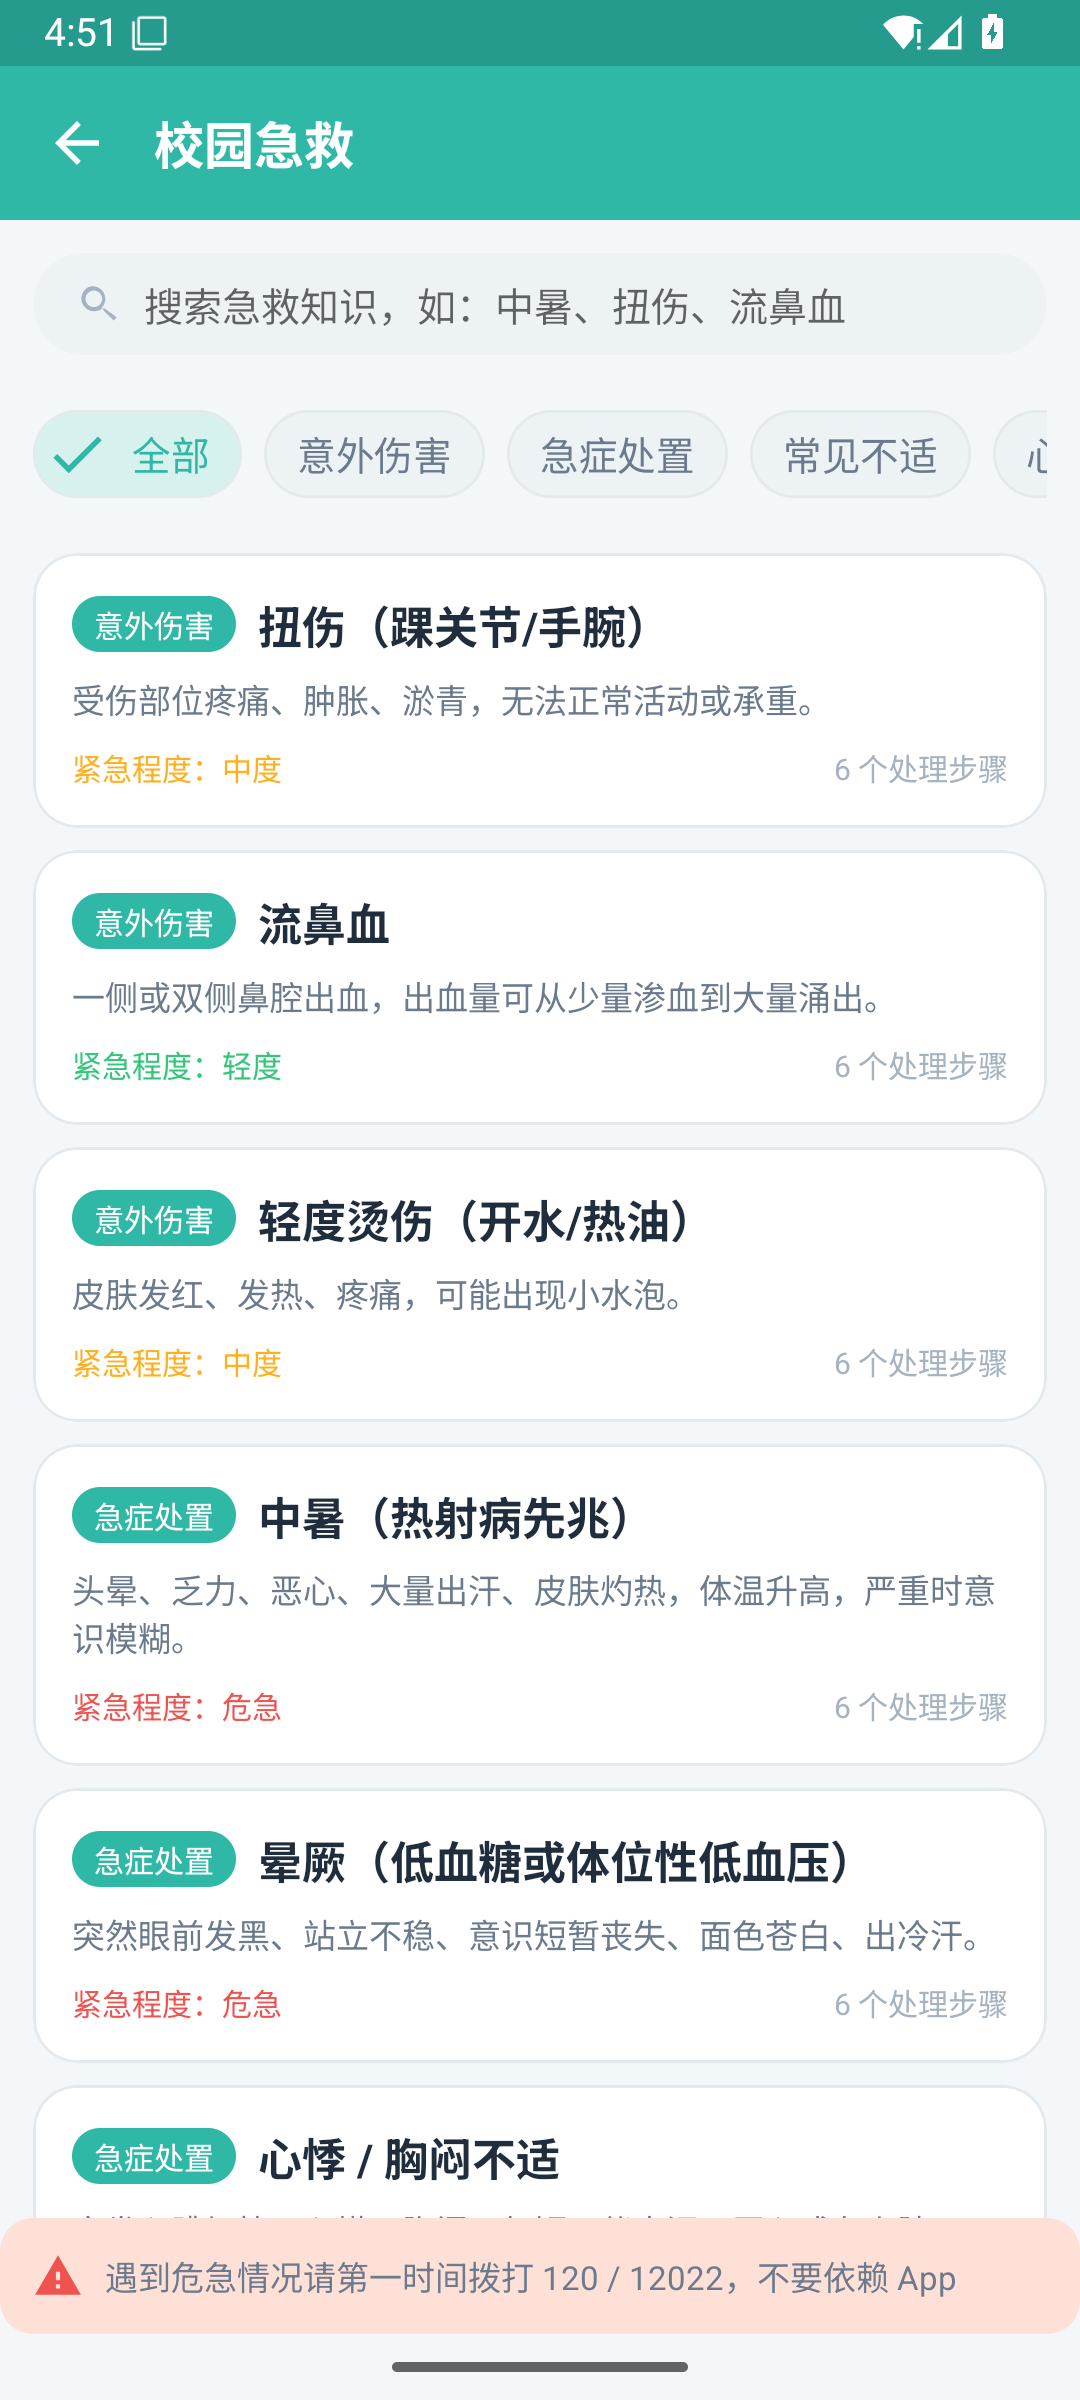 4:51
校园急救
搜索急救知识，如：中暑、扭伤、流鼻血
全部
意外伤害
急症处置
常见不适
心
意外伤害
扭伤（踝关节/手腕）
受伤部位疼痛、肿胀、淤青，无法正常活动或承重。
紧急程度：中度
6 个处理步骤
意外伤害
流鼻血
一侧或双侧鼻腔出血，出血量可从少量渗血到大量涌出。
紧急程度：轻度
6 个处理步骤
意外伤害
轻度烫伤（开水/热油）
皮肤发红、发热、疼痛，可能出现小水泡。
紧急程度：中度
6 个处理步骤
急症处置
中暑（热射病先兆）
头晕、乏力、恶心、大量出汗、皮肤灼热，体温升高，严重时意
识模糊。
紧急程度：危急
6 个处理步骤
急症处置
晕厥（低血糖或体位性低血压）
突然眼前发黑、站立不稳、意识短暂丧失、面色苍白、出冷汗。
紧急程度：危急
6 个处理步骤
急症处置
心悸 / 胸闷不适
遇到危急情况请第一时间拨打 120 / 12022，不要依赖 App